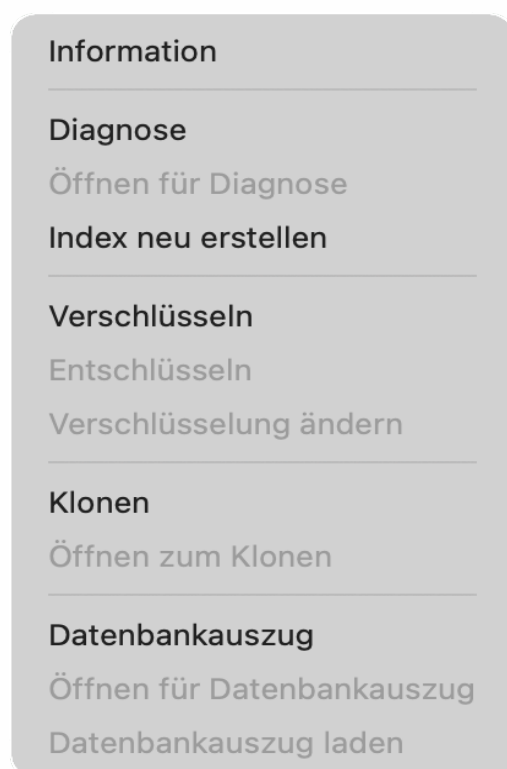 Information
Diagnose
Öffnen für Diagnose
Index neu erstellen
Verschlüsseln
Entschlüsseln
Verschlüsselung ändern
Klonen
Öffnen zum Klonen
Datenbankauszug
Öffnen für Datenbankauszug
Datenbankauszug laden